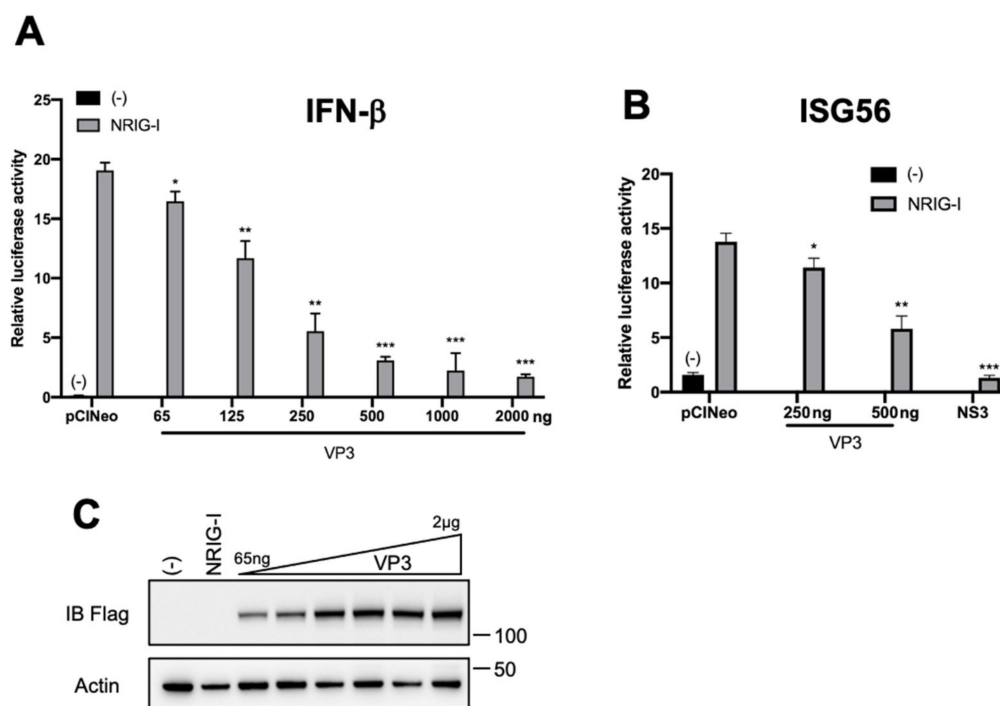 A
IFN-β
(-)
NRIG-I
Relative luciferase activity
25
20
15
10
5
0
(-)
*
**
**
***
***
***
pCINeo 65 125 250 500 1000 2000 ng
VP3
B
ISG56
(-)
NRIG-I
Relative luciferase activity
20
15
10
5
0
(-)
*
**
***
pCINeo 250 ng 500 ng NS3
VP3
C
(-)
NRIG-I
65ng
2µg
VP3
IB Flag
100
50
Actin